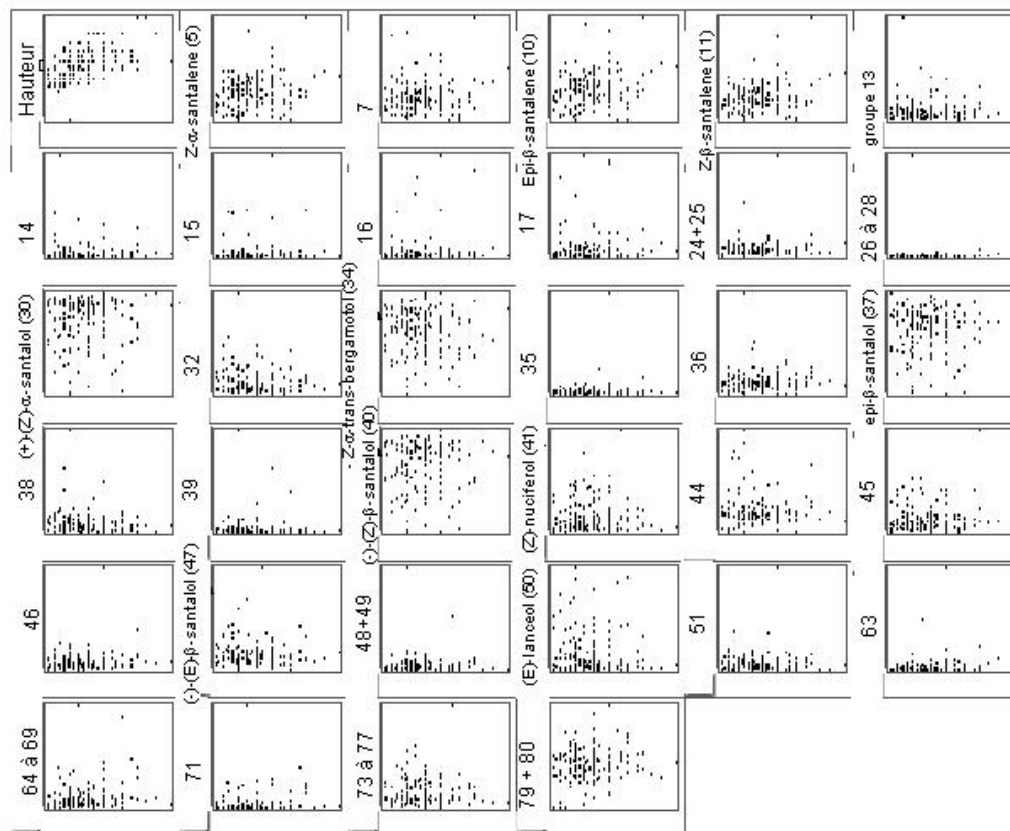 Hauteur
Z-α-santalene (5)
7
Epi-β-santalene (10)
Z-β-santalene (11)
groupe 13
14
15
16
17
24+25
26 à 28
(+)-(Z)-α-santalol (30)
32
- Z-α-trans-bergamotol (34)
35
36
epi-β-santalol (37)
38
39
(-)-(Z)-β-santalol (40)
(Z)-nuciferol (41)
44
45
46
(-)-(E)-β-santalol (47)
48+49
(E)-lanceol (50)
51
63
64 à 69
71
73 à 77
79 + 80